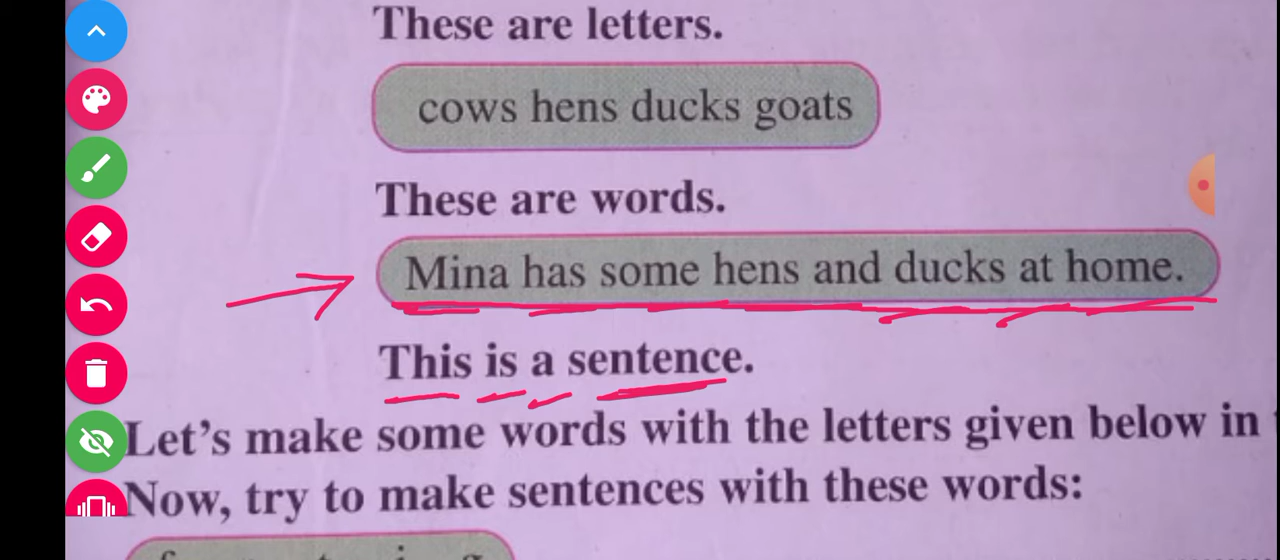 These are letters.
cows hens ducks goats
These are words.
Mina has some hens and ducks at home.
This is a sentence.
Let's make some words with the letters given below in
Now, try to make sentences with these words: